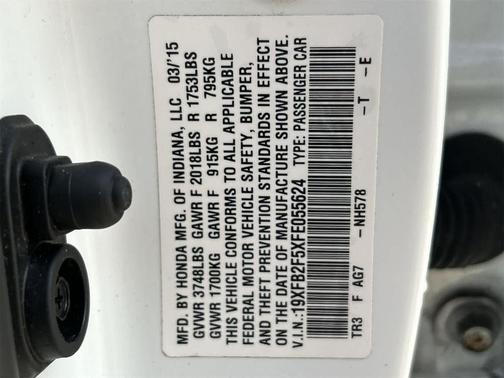 MFD. BY HONDA MFG. OF INDIANA, LLC 03/'15
GVWR 3748LBS GAWR F 2018LBS R 1753LBS
GVWR 1700KG GAWR F 915KG R 795KG
THIS VEHICLE CONFORMS TO ALL APPLICABLE
FEDERAL MOTOR VEHICLE SAFETY, BUMPER,
AND THEFT PREVENTION STANDARDS IN EFFECT
ON THE DATE OF MANUFACTURE SHOWN ABOVE.
V.I.N.:19XFB2F5XFE055624 TYPE: PASSENGER CAR
TR3 F AG7 -NH578 -T -E